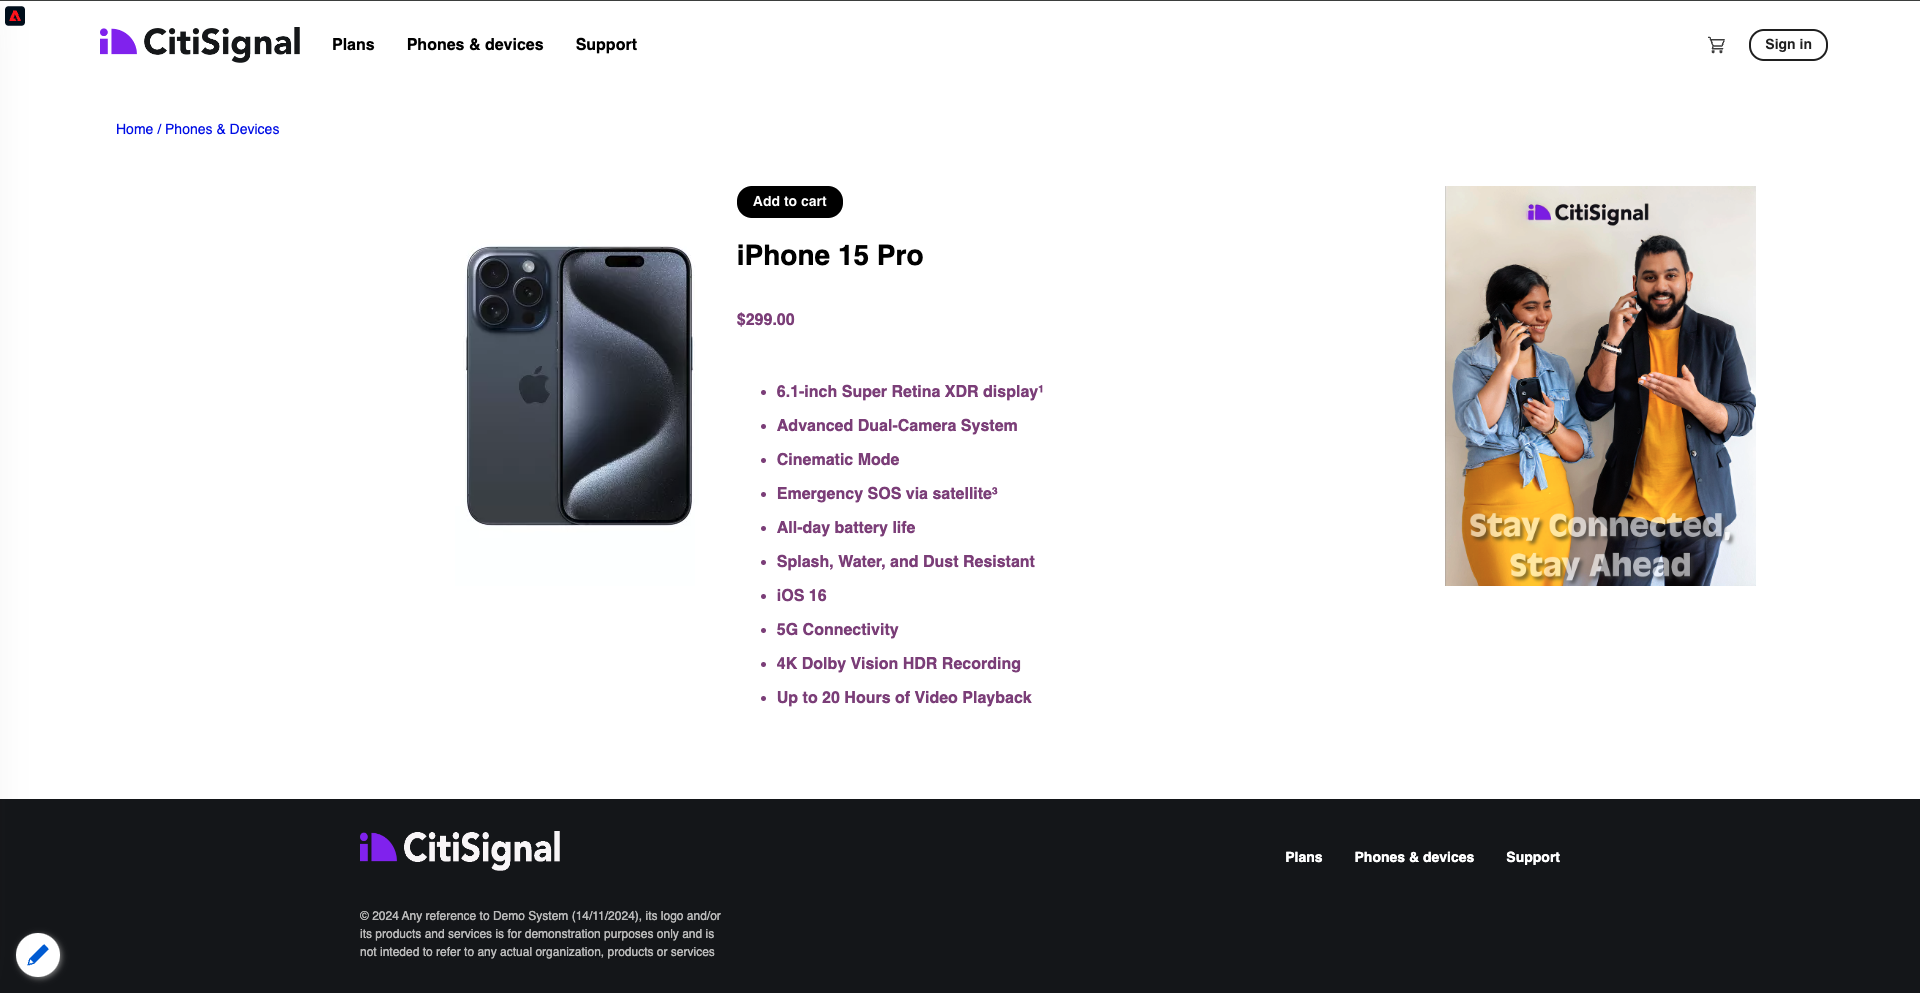 CitiSignal
Plans
Phones & devices
Support
Sign in
Home / Phones & Devices
Add to cart
iPhone 15 Pro
$299.00
• 6.1-inch Super Retina XDR display¹
• Advanced Dual-Camera System
• Cinematic Mode
• Emergency SOS via satellite³
• All-day battery life
• Splash, Water, and Dust Resistant
• iOS 16
• 5G Connectivity
• 4K Dolby Vision HDR Recording
• Up to 20 Hours of Video Playback
CitiSignal
Stay Connected,
Stay Ahead
CitiSignal
Plans
Phones & devices
Support
© 2024 Any reference to Demo System (14/11/2024), its logo and/or
its products and services is for demonstration purposes only and is
not inteded to refer to any actual organization, products or services